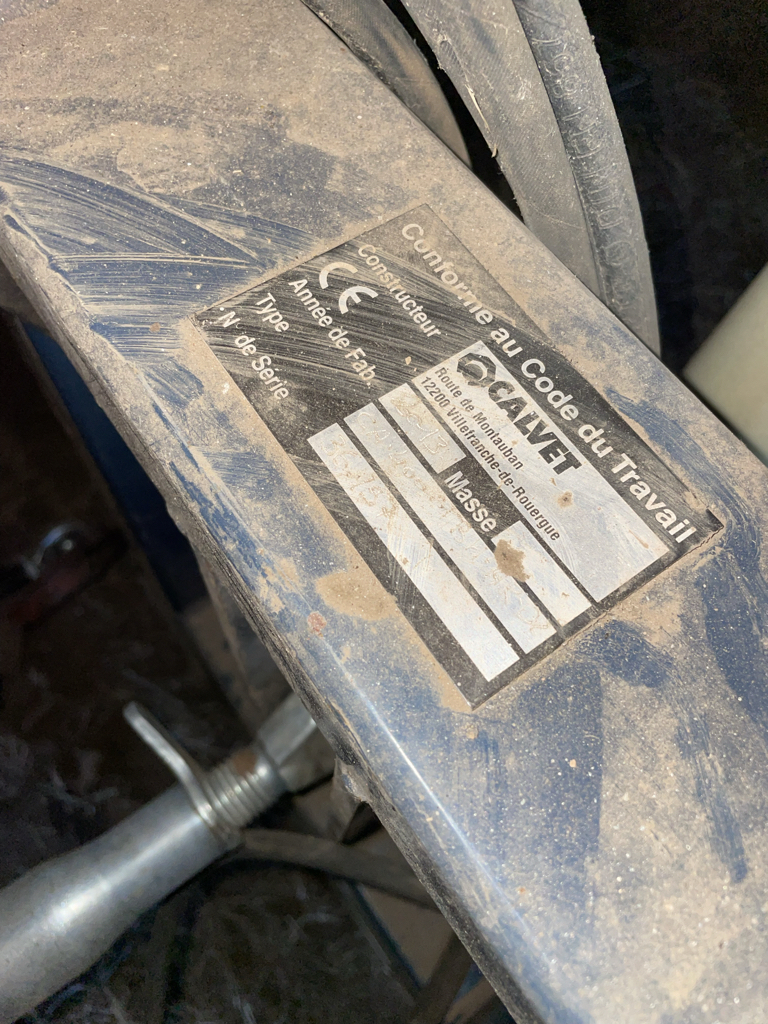 Conforme au Code du Travail
Constructeur
CALVET
Route de Montauban
12200 Villefranche-de-Rouergue
CE
Année de Fab.
Masse
Type
N° de Serie